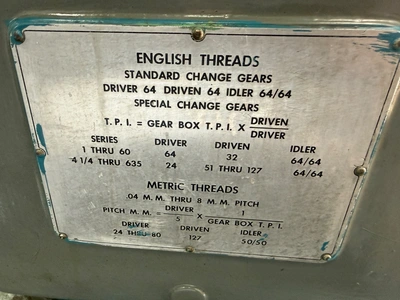 ENGLISH THREADS
STANDARD CHANGE GEARS
DRIVER 64 DRIVEN 64 IDLER 64/64
SPECIAL CHANGE GEARS
T. P. I. = GEAR BOX T. P. I. X DRIVEN/DRIVER
SERIES DRIVER DRIVEN IDLER
1 THRU 60 64 32 64/64
4 1/4 THRU 635 24 51 THRU 127 64/64
METRIC THREADS
.04 M. M. THRU 8 M. M. PITCH
PITCH M. M. = DRIVER/5 X 1/GEAR BOX T. P. I.
DRIVER DRIVEN IDLER
24 THRU 80 127 50/50